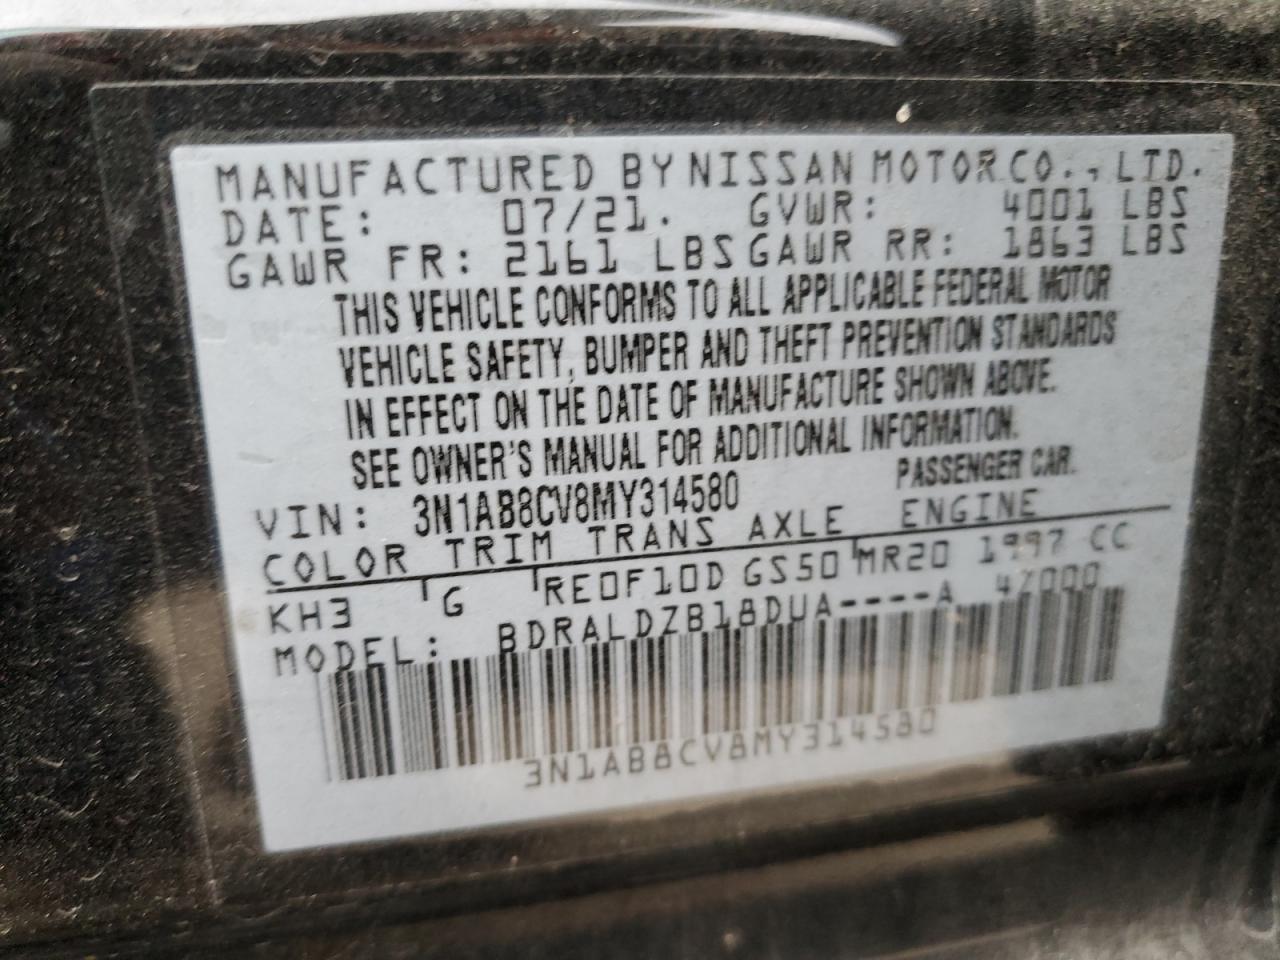 MANUFACTURED BY NISSAN MOTOR CO., LTD.
DATE: 07/21. GVWR: 4001 LBS
GAWR FR: 2161 LBS GAWR RR: 1863 LBS
THIS VEHICLE CONFORMS TO ALL APPLICABLE FEDERAL MOTOR
VEHICLE SAFETY, BUMPER AND THEFT PREVENTION STANDARDS
IN EFFECT ON THE DATE OF MANUFACTURE SHOWN ABOVE.
SEE OWNER'S MANUAL FOR ADDITIONAL INFORMATION.
VIN: 3N1AB8CV8MY314580 PASSENGER CAR.
COLOR TRIM TRANS AXLE ENGINE
KH3 G RE0F10D GS50 MR20 1997 CC
MODEL: BDRALDZB18DUA----A 4Z000
3N1AB8CV8MY314580